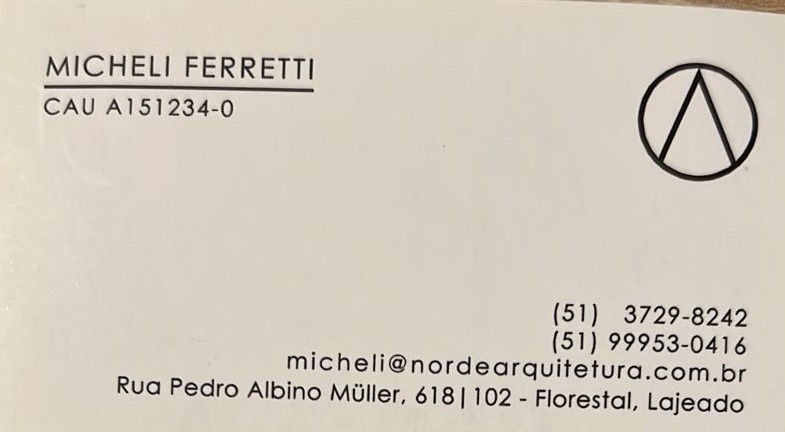 MICHELI FERRETTI
CAU A151234-0
(51) 3729-8242
(51) 99953-0416
micheli@nordearquitetura.com.br
Rua Pedro Albino Müller, 618|102 - Florestal, Lajeado